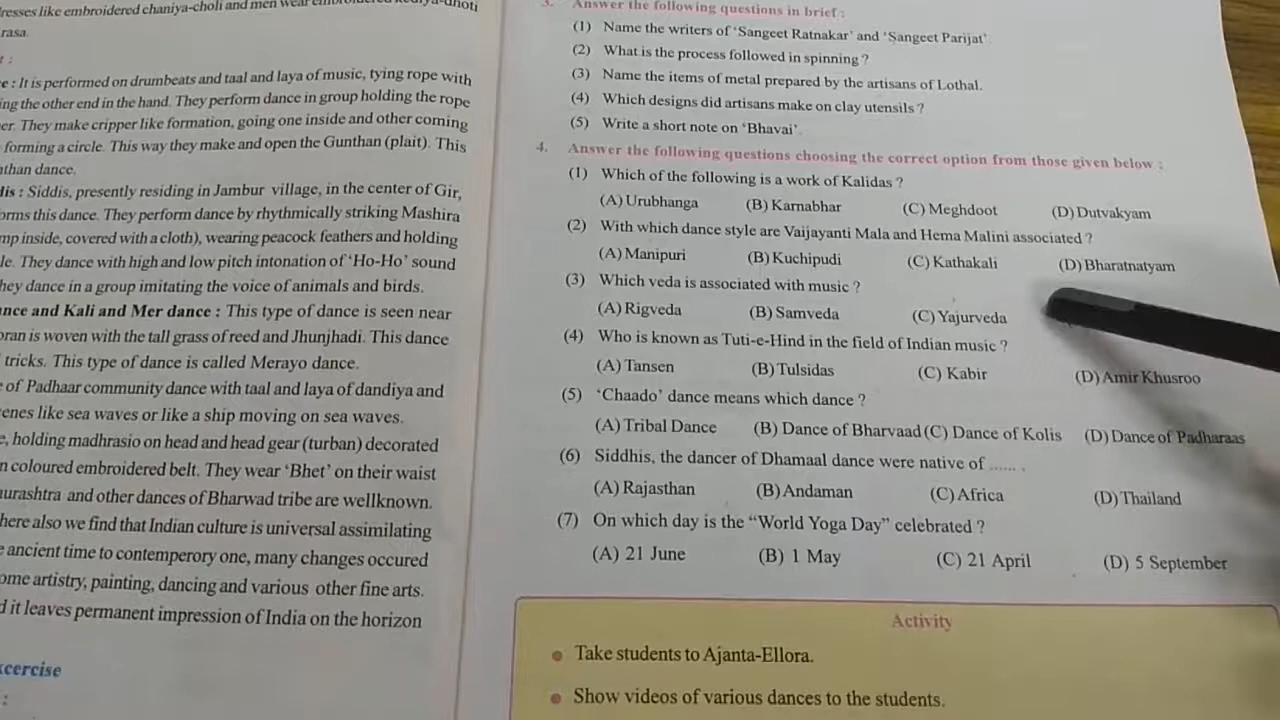 resses like embroidered chaniya-choli and men wear
rasa.
e : It is performed on drumbeats and taal and laya of music, tying rope with
ing the other end in the hand. They perform dance in group holding the rope
er. They make cripper like formation, going one inside and other coming
forming a circle. This way they make and open the Gunthan (plait). This
nthan dance.
dis : Siddis, presently residing in Jambur village, in the center of Gir,
orms this dance. They perform dance by rhythmically striking Mashira
mp inside, covered with a cloth), wearing peacock feathers and holding
le. They dance with high and low pitch intonation of 'Ho-Ho' sound
hey dance in a group imitating the voice of animals and birds.
nce and Kali and Mer dance : This type of dance is seen near
oran is woven with the tall grass of reed and Jhunjhadi. This dance
tricks. This type of dance is called Merayo dance.
of Padhaar community dance with taal and laya of dandiya and
enes like sea waves or like a ship moving on sea waves.
e, holding madhrasio on head and head gear (turban) decorated
n coloured embroidered belt. They wear 'Bhet' on their waist
aurashtra and other dances of Bharwad tribe are wellknown.
here also we find that Indian culture is universal assimilating
e ancient time to contemporory one, many changes occured
ome artistry, painting, dancing and various other fine arts.
d it leaves permanent impression of India on the horizon
xcercise
:
3. Answer the following questions in brief :
(1) Name the writers of 'Sangeet Ratnakar' and 'Sangeet Parijat'
(2) What is the process followed in spinning ?
(3) Name the items of metal prepared by the artisans of Lothal.
(4) Which designs did artisans make on clay utensils ?
(5) Write a short note on 'Bhavai'.
4. Answer the following questions choosing the correct option from those given below :
(1) Which of the following is a work of Kalidas ?
(A) Urubhanga (B) Karnabhar (C) Meghdoot (D) Dutvakyam
(2) With which dance style are Vaijayanti Mala and Hema Malini associated ?
(A) Manipuri (B) Kuchipudi (C) Kathakali (D) Bharatnatyam
(3) Which veda is associated with music ?
(A) Rigveda (B) Samveda (C) Yajurveda
(4) Who is known as Tuti-e-Hind in the field of Indian music ?
(A) Tansen (B) Tulsidas (C) Kabir (D) Amir Khusroo
(5) 'Chaado' dance means which dance ?
(A) Tribal Dance (B) Dance of Bharvaad (C) Dance of Kolis (D) Dance of Padharaas
(6) Siddhis, the dancer of Dhamaal dance were native of ...... .
(A) Rajasthan (B) Andaman (C) Africa (D) Thailand
(7) On which day is the "World Yoga Day" celebrated ?
(A) 21 June (B) 1 May (C) 21 April (D) 5 September
Activity
● Take students to Ajanta-Ellora.
● Show videos of various dances to the students.